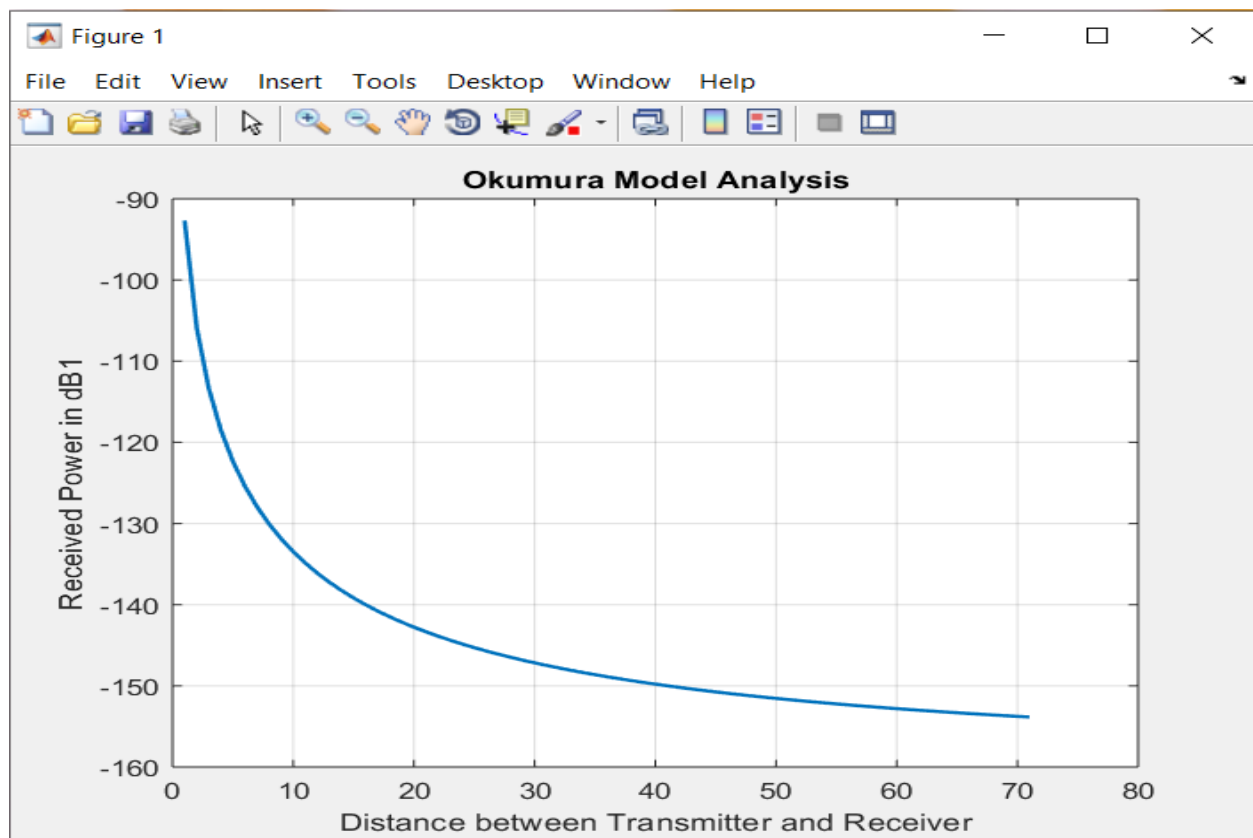 Figure 1
File Edit View Insert Tools Desktop Window Help
Okumura Model Analysis
-90
-100
-110
-120
-130
-140
-150
-160
Received Power in dB1
0 10 20 30 40 50 60 70 80
Distance between Transmitter and Receiver